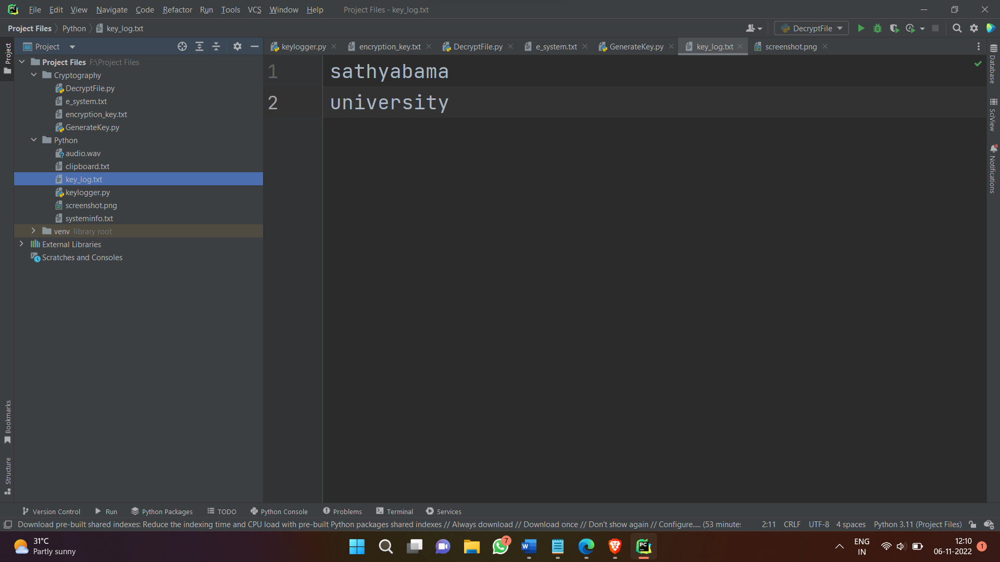 File Edit View Navigate Code Refactor Run Tools VCS Window Help Project Files - key_log.txt
Project Files Python key_log.txt
DecryptFile
Project
keylogger.py encryption_key.txt DecryptFile.py e_system.txt GenerateKey.py key_log.txt screenshot.png
Project
Project Files F:\Project Files
Cryptography
DecryptFile.py
e_system.txt
encryption_key.txt
GenerateKey.py
Python
audio.wav
clipboard.txt
key_log.txt
keylogger.py
screenshot.png
systeminfo.txt
venv library root
External Libraries
Scratches and Consoles
1 sathyabama
2 university
Database
SciView
Notifications
Bookmarks
Structure
Version Control Run Python Packages TODO Python Console Problems Terminal Services
Download pre-built shared indexes: Reduce the indexing time and CPU load with pre-built Python packages shared indexes // Always download // Download once // Don't show again // Configure..... (53 minutes 2:11 CRLF UTF-8 4 spaces Python 3.11 (Project Files)
31°C
Partly sunny
7
W
PC
ENG
IN
12:10
06-11-2022
1